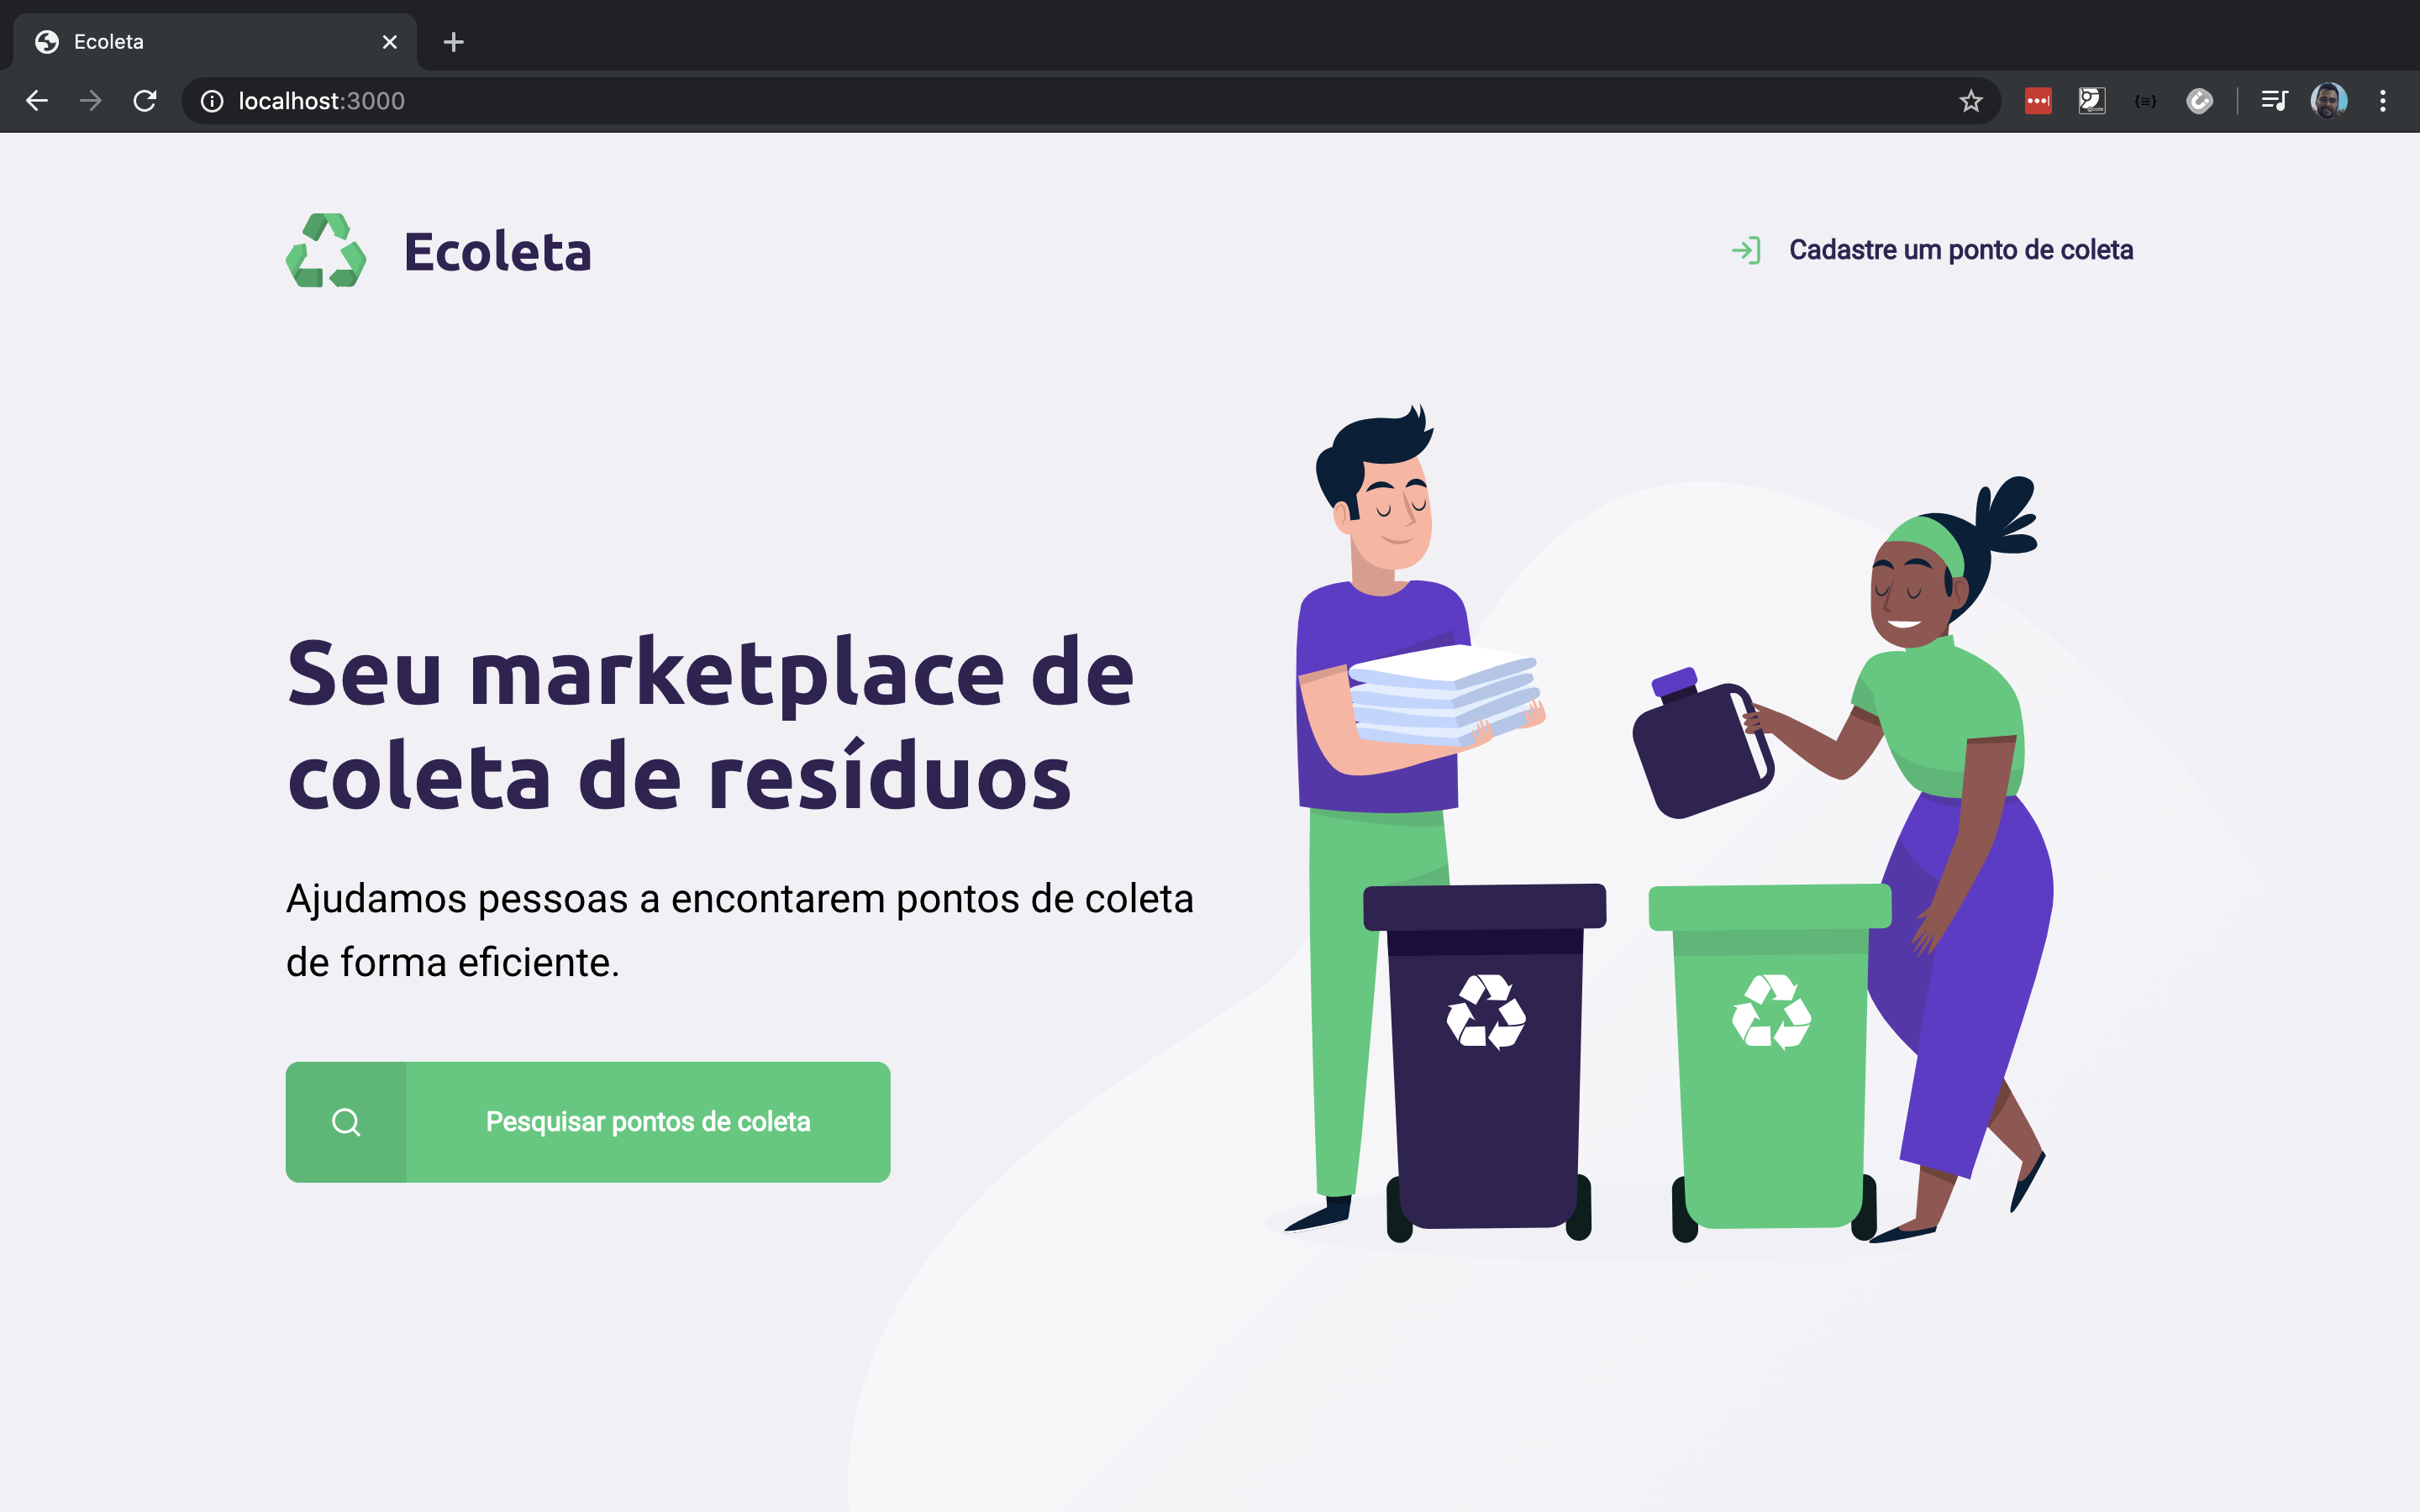 Ecoleta
localhost:3000
Ecoleta
Cadastre um ponto de coleta
Seu marketplace de
coleta de resíduos
Ajudamos pessoas a encontarem pontos de coleta
de forma eficiente.
Pesquisar pontos de coleta